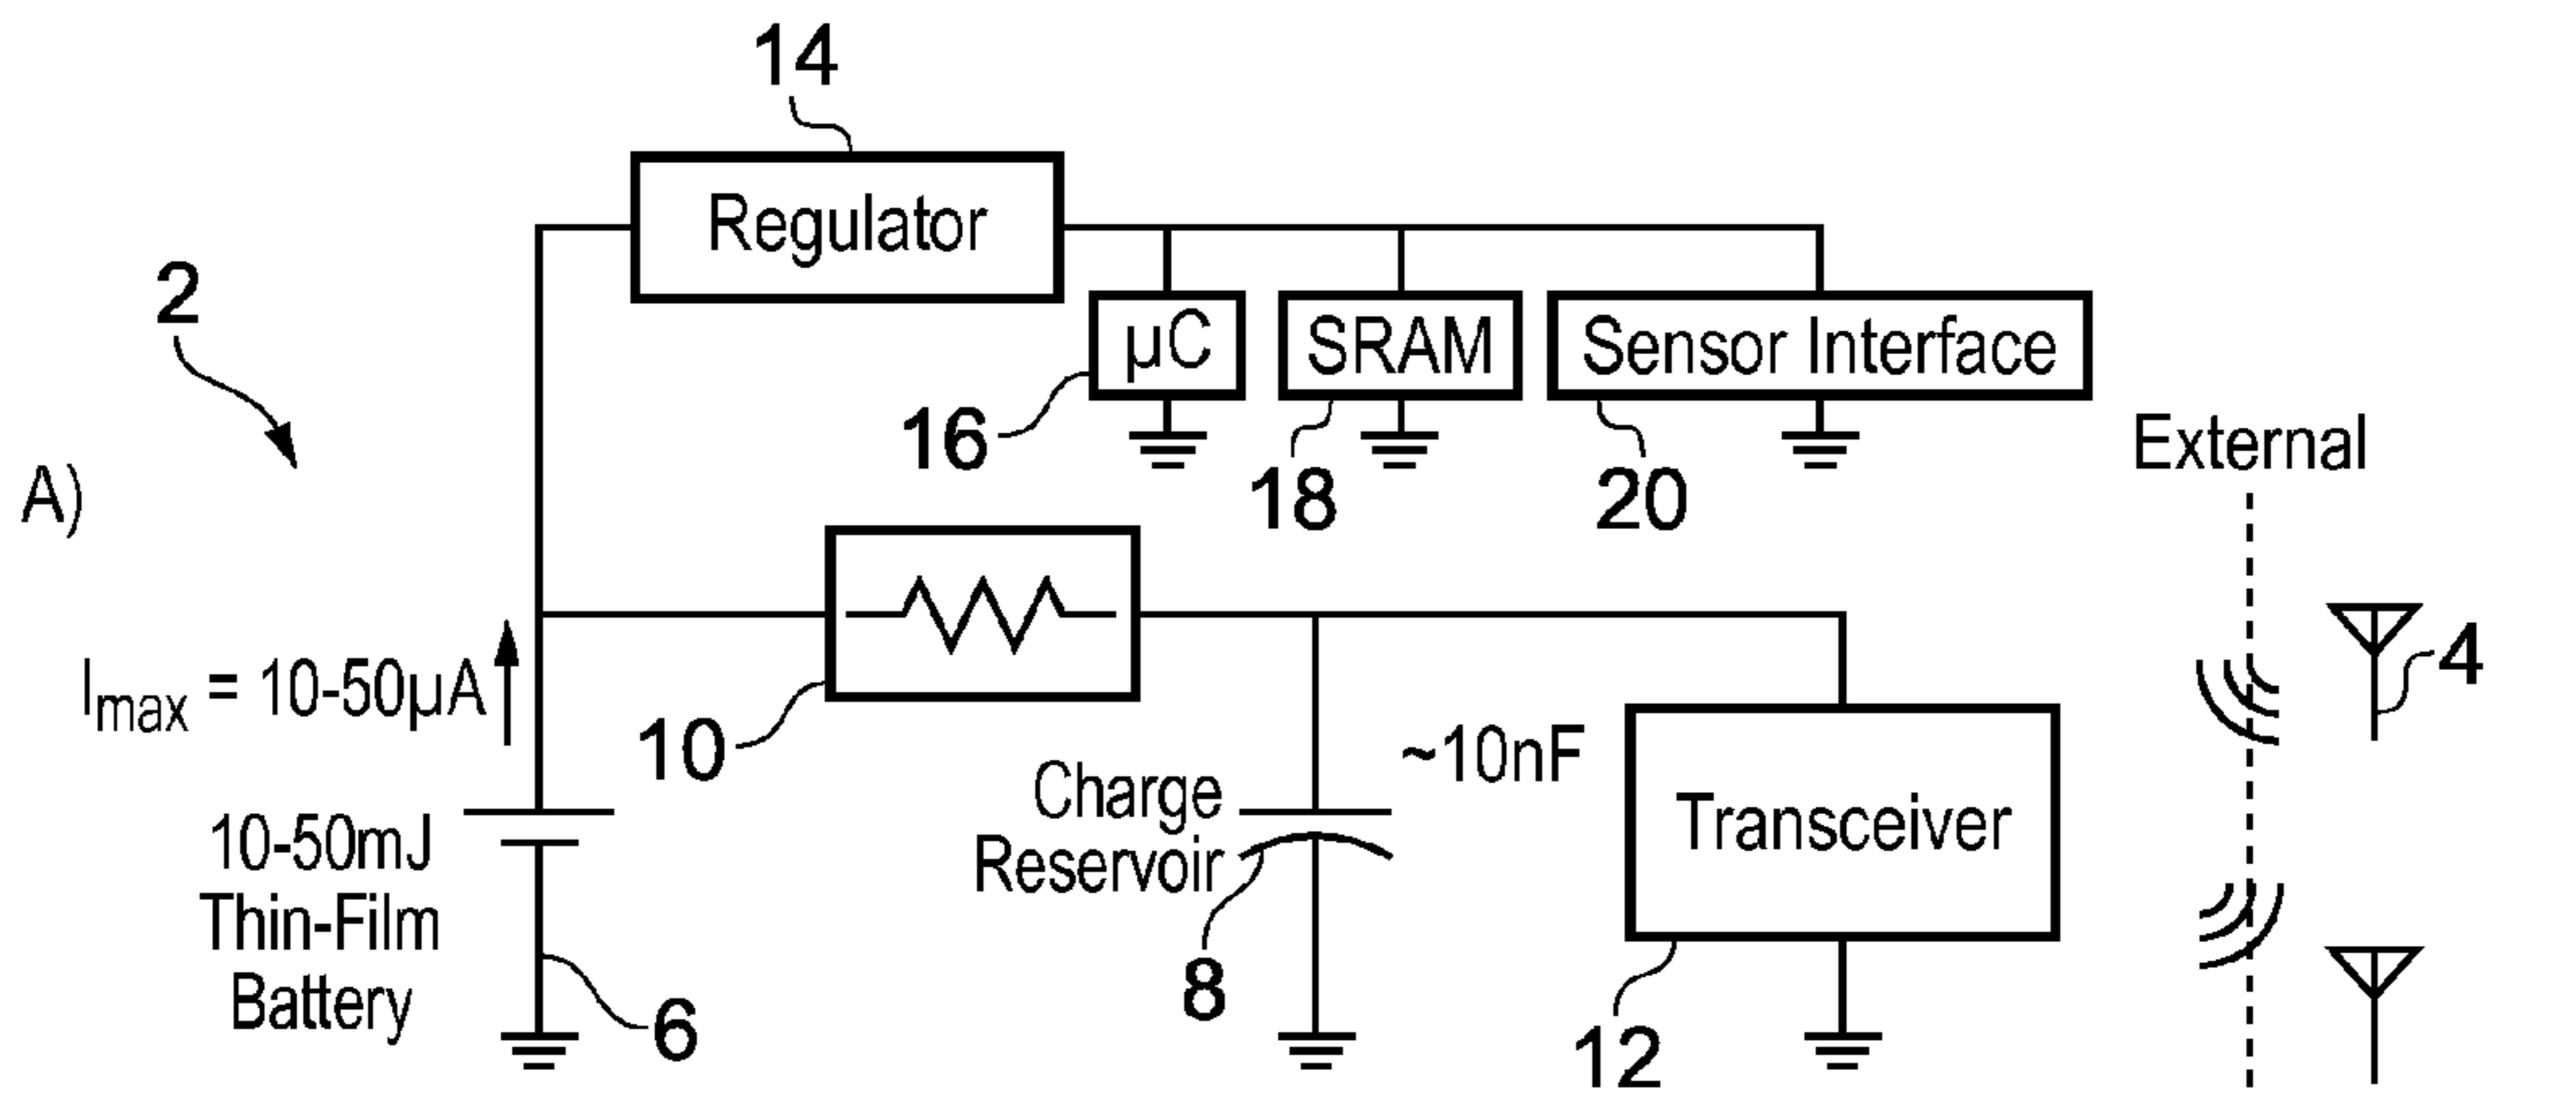 14
Regulator
2
µC
SRAM
Sensor Interface
16
18
20
External
A)
I_max = 10-50µA
10
4
~10nF
Charge
Reservoir
Transceiver
10-50mJ
Thin-Film
Battery
6
8
12